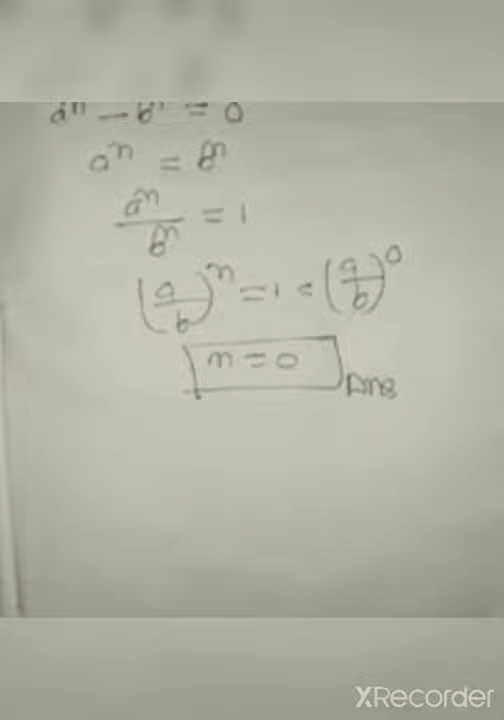 aⁿ - bⁿ = 0
aⁿ = bⁿ
aⁿ/bⁿ = 1
(a/b)ⁿ = 1 = (a/b)⁰
n = 0 Ans
XRecorder